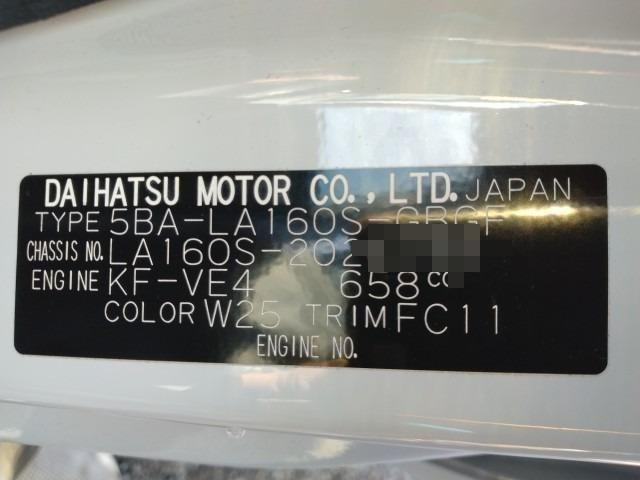 DAIHATSU MOTOR CO., LTD. JAPAN
TYPE 5BA-LA160S-GBGF
CHASSIS NO. LA160S-202
ENGINE KF-VE4 658cc
COLOR W25 TRIM FC11
ENGINE NO.